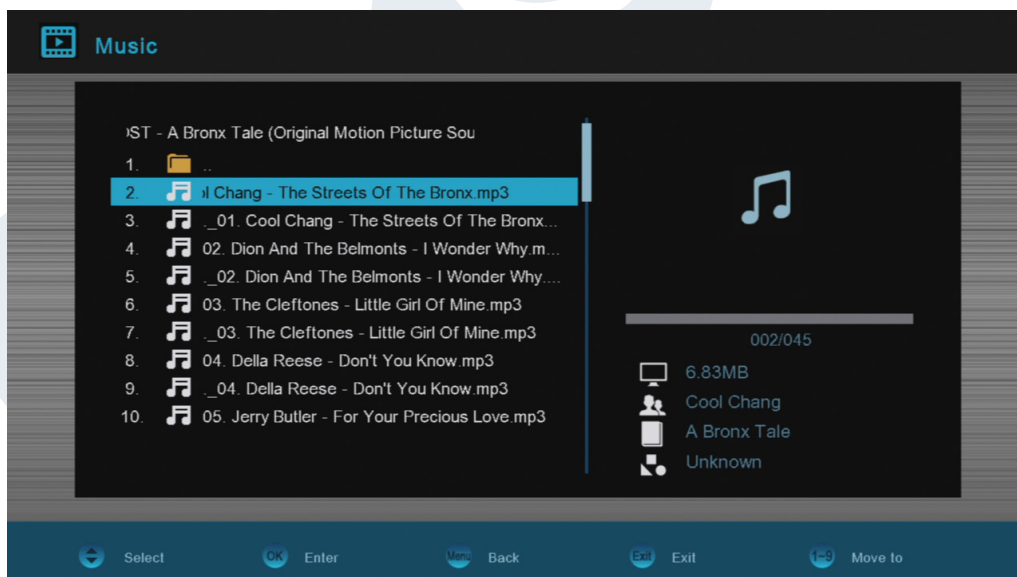 Music
OST - A Bronx Tale (Original Motion Picture Sou
1. ..
2. ol Chang - The Streets Of The Bronx.mp3
3. ._01. Cool Chang - The Streets Of The Bronx...
4. 02. Dion And The Belmonts - I Wonder Why.m...
5. ._02. Dion And The Belmonts - I Wonder Why....
6. 03. The Cleftones - Little Girl Of Mine.mp3
7. ._03. The Cleftones - Little Girl Of Mine.mp3
8. 04. Della Reese - Don't You Know.mp3
9. ._04. Della Reese - Don't You Know.mp3
10. 05. Jerry Butler - For Your Precious Love.mp3
002/045
6.83MB
Cool Chang
A Bronx Tale
Unknown
Select OK Enter Menu Back Exit Exit 1-9 Move to